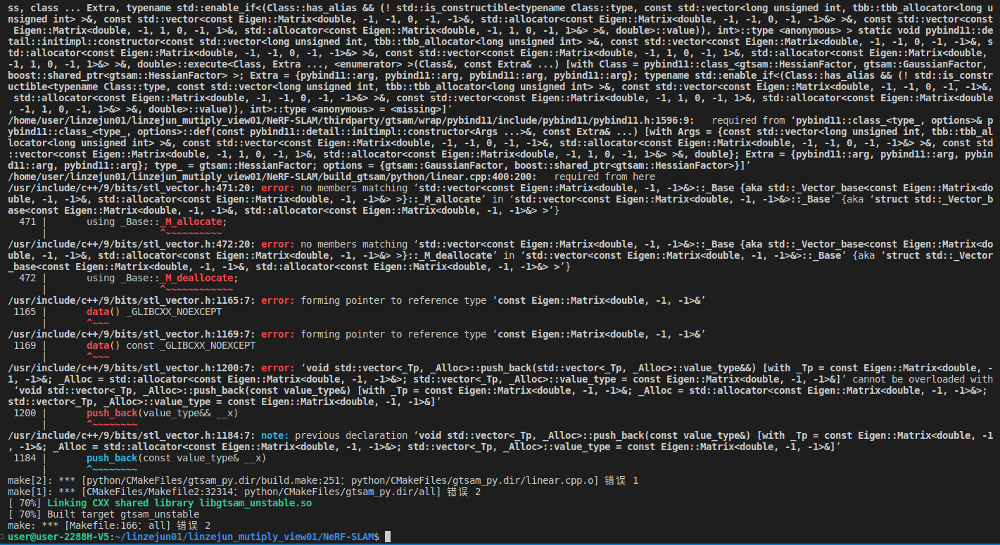 ss, class ... Extra, typename std::enable_if<(Class::has_alias && (! std::is_constructible<typename Class::type, const std::vector<long unsigned int, tbb::tbb_allocator<long u
nsigned int> >&, const std::vector<const Eigen::Matrix<double, -1, -1, 0, -1, -1>&, std::allocator<const Eigen::Matrix<double, -1, -1, 0, -1, -1>&> >&, const std::vector<const
 Eigen::Matrix<double, -1, 1, 0, -1, 1>&, std::allocator<const Eigen::Matrix<double, -1, 1, 0, -1, 1>&> >&, double>::value)), int>::type <anonymous> > static void pybind11::de
tail::initimpl::constructor<const std::vector<long unsigned int, tbb::tbb_allocator<long unsigned int> >&, const std::vector<const Eigen::Matrix<double, -1, -1, 0, -1, -1>&, s
td::allocator<const Eigen::Matrix<double, -1, -1, 0, -1, -1>&> >&, const std::vector<const Eigen::Matrix<double, -1, 1, 0, -1, 1>&, std::allocator<const Eigen::Matrix<double,
-1, 1, 0, -1, 1>&> >&, double>::execute<Class, Extra ..., <enumerator> >(Class&, const Extra& ...) [with Class = pybind11::class_<gtsam::HessianFactor, gtsam::GaussianFactor,
boost::shared_ptr<gtsam::HessianFactor> >; Extra = {pybind11::arg, pybind11::arg, pybind11::arg, pybind11::arg}; typename std::enable_if<(Class::has_alias && (! std::is_constr
uctible<typename Class::type, const std::vector<long unsigned int, tbb::tbb_allocator<long unsigned int> >&, const std::vector<const Eigen::Matrix<double, -1, -1, 0, -1, -1>&,
 std::allocator<const Eigen::Matrix<double, -1, -1, 0, -1, -1>&> >&, const std::vector<const Eigen::Matrix<double, -1, 1, 0, -1, 1>&, std::allocator<const Eigen::Matrix<double
, -1, 1, 0, -1, 1>&> >&, double>::value)), int>::type <anonymous> = <missing>]’
/home/user/linzejun01/linzejun_mutiply_view01/NeRF-SLAM/thirdparty/gtsam/wrap/pybind11/include/pybind11/pybind11.h:1596:9:   required from ‘pybind11::class_<type_, options>& p
ybind11::class_<type_, options>::def(const pybind11::detail::initimpl::constructor<Args ...>&, const Extra& ...) [with Args = {const std::vector<long unsigned int, tbb::tbb_al
locator<long unsigned int> >&, const std::vector<const Eigen::Matrix<double, -1, -1, 0, -1, -1>&, std::allocator<const Eigen::Matrix<double, -1, -1, 0, -1, -1>&> >&, const std
::vector<const Eigen::Matrix<double, -1, 1, 0, -1, 1>&, std::allocator<const Eigen::Matrix<double, -1, 1, 0, -1, 1>&> >&, double}; Extra = {pybind11::arg, pybind11::arg, pybin
d11::arg, pybind11::arg}; type_ = gtsam::HessianFactor; options = {gtsam::GaussianFactor, boost::shared_ptr<gtsam::HessianFactor>}]’
/home/user/linzejun01/linzejun_mutiply_view01/NeRF-SLAM/build_gtsam/python/linear.cpp:400:200:   required from here
/usr/include/c++/9/bits/stl_vector.h:471:20: error: no members matching ‘std::vector<const Eigen::Matrix<double, -1, -1>&>::_Base {aka std::_Vector_base<const Eigen::Matrix<do
uble, -1, -1>&, std::allocator<const Eigen::Matrix<double, -1, -1>&> >}::_M_allocate’ in ‘std::vector<const Eigen::Matrix<double, -1, -1>&>::_Base’ {aka ‘struct std::_Vector_b
ase<const Eigen::Matrix<double, -1, -1>&, std::allocator<const Eigen::Matrix<double, -1, -1>&> >’}
  471 |       using _Base::_M_allocate;
      |                    ^~~~~~~~~~~
/usr/include/c++/9/bits/stl_vector.h:472:20: error: no members matching ‘std::vector<const Eigen::Matrix<double, -1, -1>&>::_Base {aka std::_Vector_base<const Eigen::Matrix<do
uble, -1, -1>&, std::allocator<const Eigen::Matrix<double, -1, -1>&> >}::_M_deallocate’ in ‘std::vector<const Eigen::Matrix<double, -1, -1>&>::_Base’ {aka ‘struct std::_Vector
_base<const Eigen::Matrix<double, -1, -1>&, std::allocator<const Eigen::Matrix<double, -1, -1>&> >’}
  472 |       using _Base::_M_deallocate;
      |                    ^~~~~~~~~~~~~
/usr/include/c++/9/bits/stl_vector.h:1165:7: error: forming pointer to reference type ‘const Eigen::Matrix<double, -1, -1>&’
 1165 |       data() _GLIBCXX_NOEXCEPT
      |       ^~~~
/usr/include/c++/9/bits/stl_vector.h:1169:7: error: forming pointer to reference type ‘const Eigen::Matrix<double, -1, -1>&’
 1169 |       data() const _GLIBCXX_NOEXCEPT
      |       ^~~~
/usr/include/c++/9/bits/stl_vector.h:1200:7: error: ‘void std::vector<_Tp, _Alloc>::push_back(std::vector<_Tp, _Alloc>::value_type&&) [with _Tp = const Eigen::Matrix<double, -
1, -1>&; _Alloc = std::allocator<const Eigen::Matrix<double, -1, -1>&>; std::vector<_Tp, _Alloc>::value_type = const Eigen::Matrix<double, -1, -1>&]’ cannot be overloaded with
 ‘void std::vector<_Tp, _Alloc>::push_back(const value_type&) [with _Tp = const Eigen::Matrix<double, -1, -1>&; _Alloc = std::allocator<const Eigen::Matrix<double, -1, -1>&>;
std::vector<_Tp, _Alloc>::value_type = const Eigen::Matrix<double, -1, -1>&]’
 1200 |       push_back(value_type&& __x)
      |       ^~~~~~~~~
/usr/include/c++/9/bits/stl_vector.h:1184:7: note: previous declaration ‘void std::vector<_Tp, _Alloc>::push_back(const value_type&) [with _Tp = const Eigen::Matrix<double, -1
, -1>&; _Alloc = std::allocator<const Eigen::Matrix<double, -1, -1>&>; std::vector<_Tp, _Alloc>::value_type = const Eigen::Matrix<double, -1, -1>&]’
 1184 |       push_back(const value_type& __x)
      |       ^~~~~~~~~
make[2]: *** [python/CMakeFiles/gtsam_py.dir/build.make:251：python/CMakeFiles/gtsam_py.dir/linear.cpp.o] 错误 1
make[1]: *** [CMakeFiles/Makefile2:32314：python/CMakeFiles/gtsam_py.dir/all] 错误 2
[ 70%] Linking CXX shared library libgtsam_unstable.so
[ 70%] Built target gtsam_unstable
make: *** [Makefile:166：all] 错误 2
user@user-2288H-V5:~/linzejun01/linzejun_mutiply_view01/NeRF-SLAM$